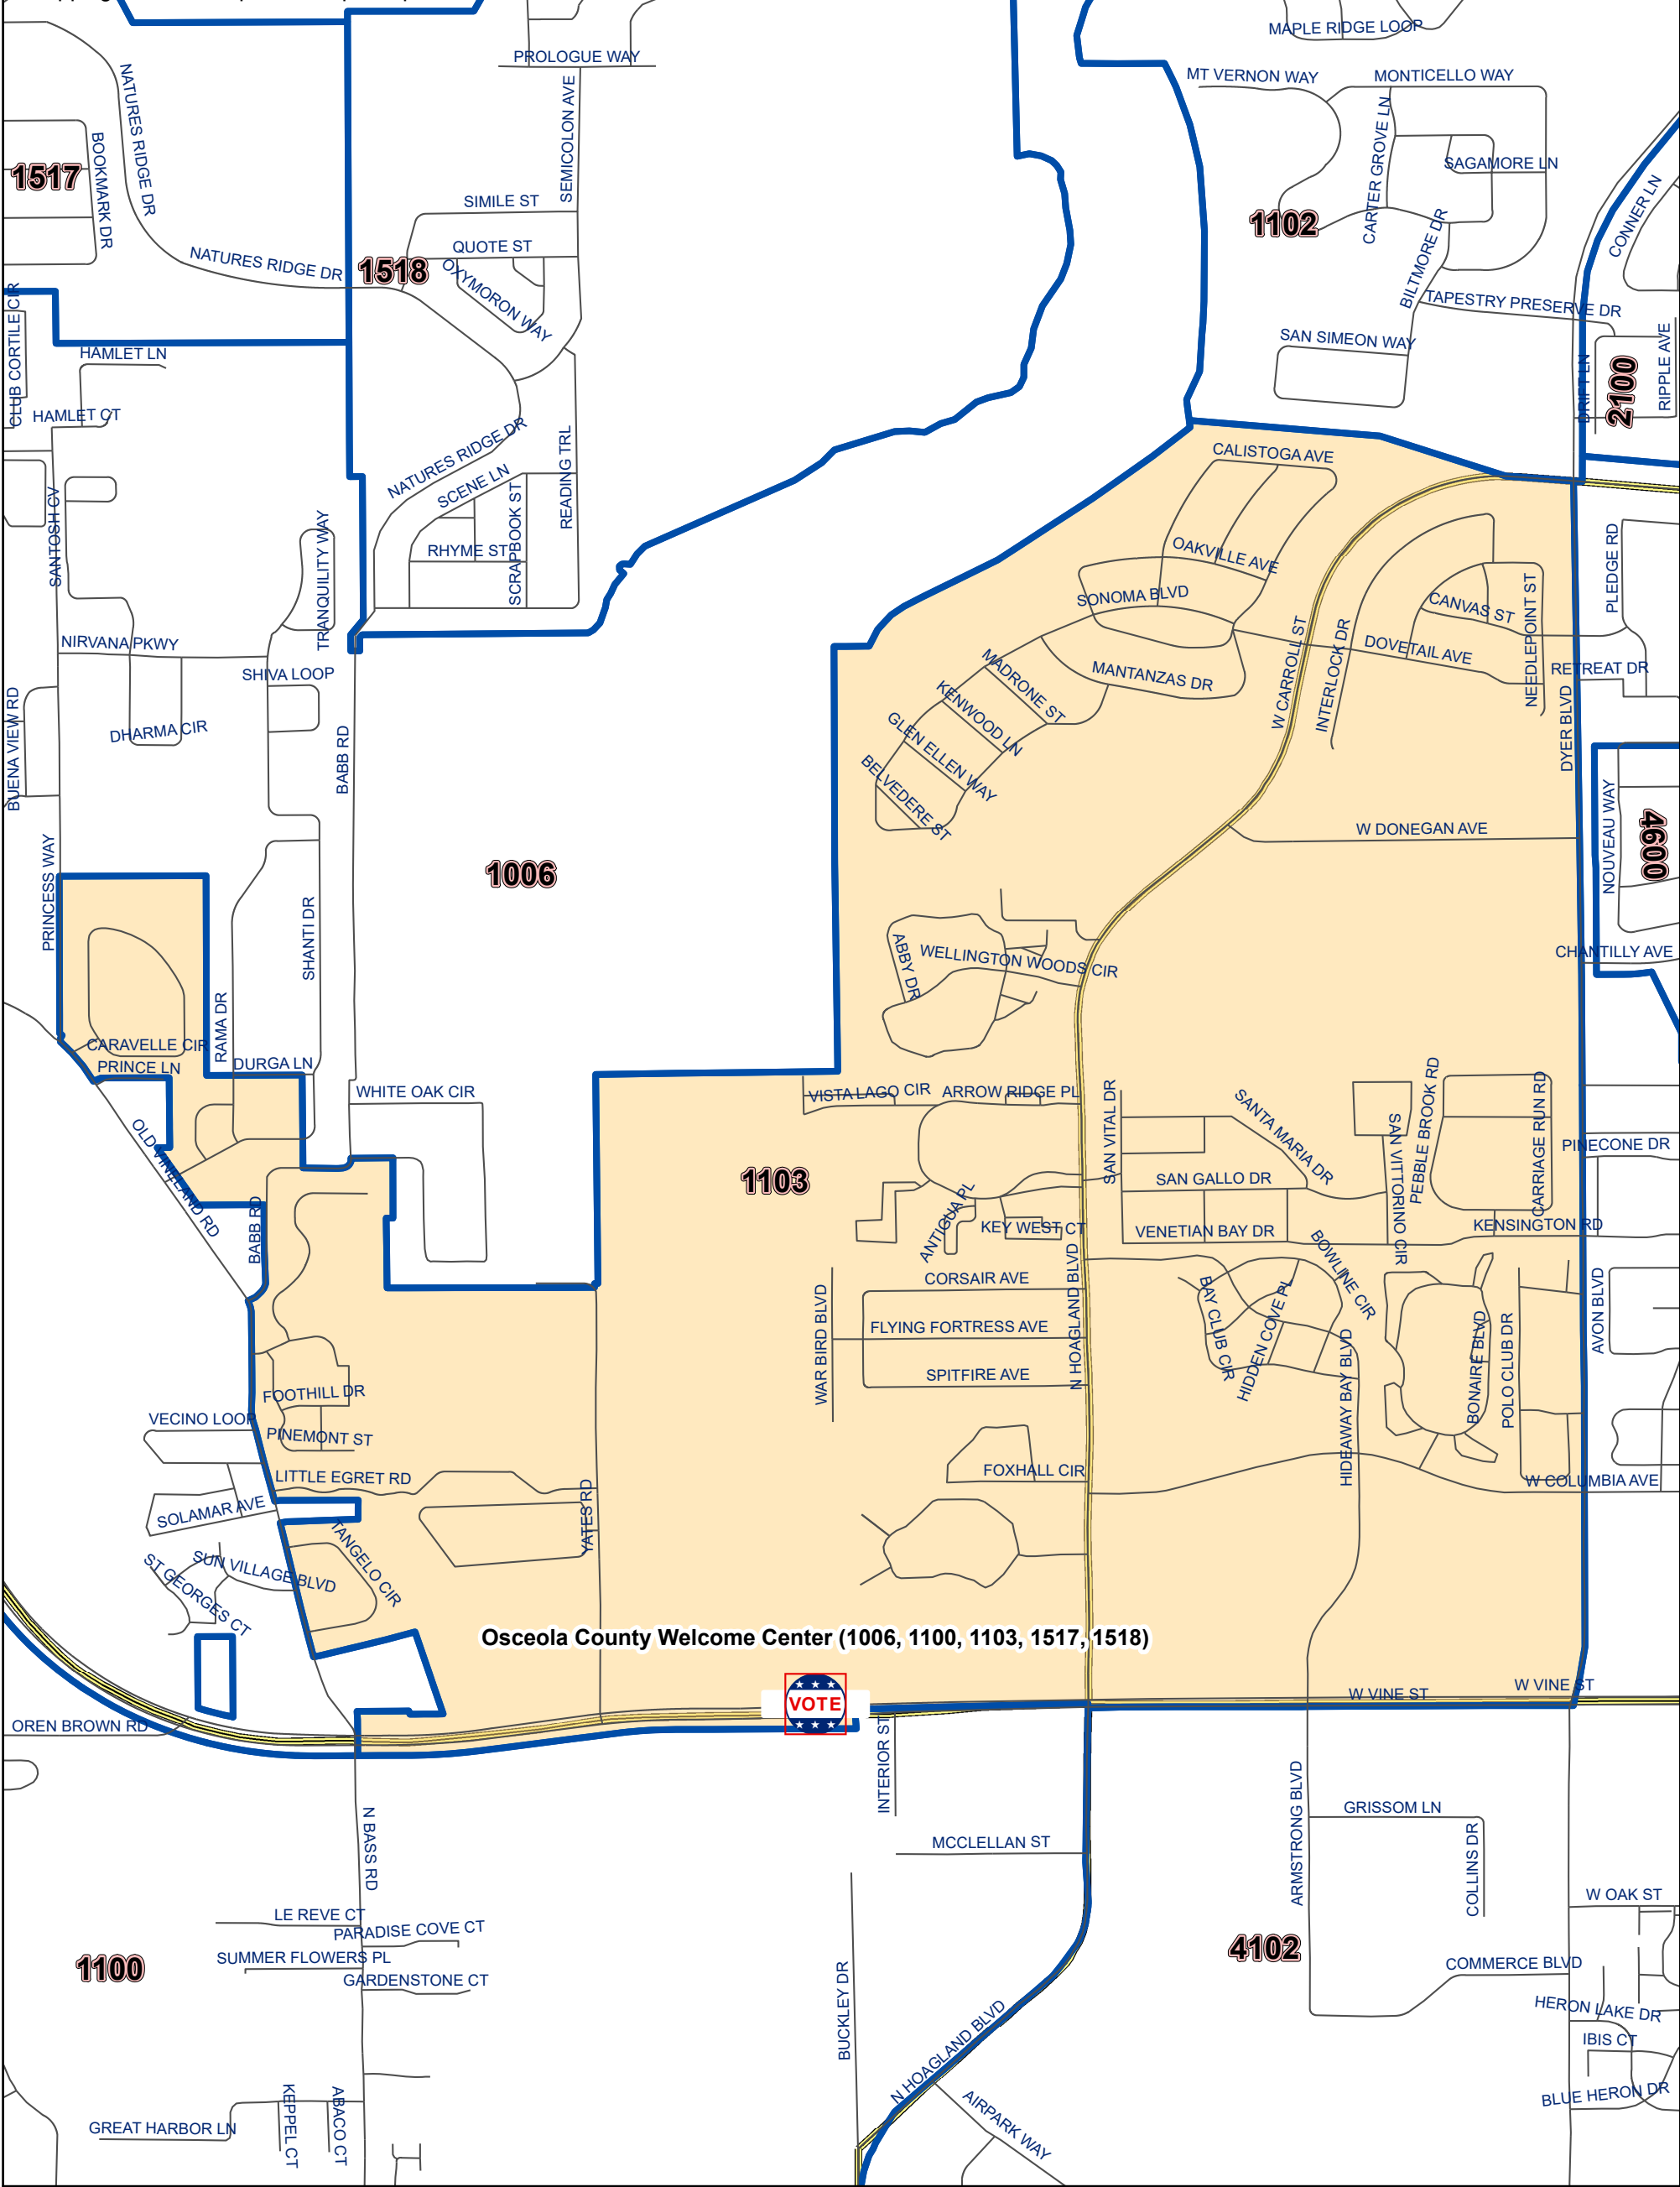 MAPLE RIDGE LOOP
PROLOGUE WAY
MT VERNON WAY
MONTICELLO WAY
NATURES RIDGE DR
SEMICOLON AVE
CARTER GROVE LN
BOOKMARK DR
1517
SAGAMORE LN
CONNER LN
SIMILE ST
1102
QUOTE ST
BILTMORE DR
NATURES RIDGE DR
1518
OXYMORON WAY
TAPESTRY PRESERVE DR
CLUB CORTILE CIR
HAMLET LN
SAN SIMEON WAY
DRIFT LN
2100
RIPPLE AVE
HAMLET CT
NATURES RIDGE DR
SCENE LN
READING TRL
CALISTOGA AVE
SANTOSH CV
TRANQUILITY WAY
RHYME ST
SCRAPBOOK ST
OAKVILLE AVE
PLEDGE RD
SONOMA BLVD
CANVAS ST
NEEDLEPOINT ST
NIRVANA PKWY
SHIVA LOOP
MADRONE ST
MANTANZAS DR
W CARROLL ST
INTERLOCK DR
DOVETAIL AVE
RETREAT DR
BUENA VIEW RD
DHARMA CIR
BABB RD
KENWOOD LN
GLEN ELLEN WAY
BELVEDERE ST
DYER BLVD
W DONEGAN AVE
NOUVEAU WAY
4600
PRINCESS WAY
1006
SHANTI DR
ABBY DR
WELLINGTON WOODS CIR
CHANTILLY AVE
RAMA DR
CARAVELLE CIR
PRINCE LN
DURGA LN
WHITE OAK CIR
VISTA LAGO CIR
ARROW RIDGE PL
SAN VITAL DR
SANTA MARIA DR
SAN VITTORINO CIR
PEBBLE BROOK RD
CARRIAGE RUN RD
PINECONE DR
OLD VINELAND RD
1103
SAN GALLO DR
BABB RD
ANTIGUA PL
KEY WEST CT
VENETIAN BAY DR
KENSINGTON RD
CORSAIR AVE
N HOAGLAND BLVD
BOWLINE CIR
WAR BIRD BLVD
FLYING FORTRESS AVE
BAY CLUB CIR
HIDDEN COVE PL
AVON BLVD
SPITFIRE AVE
HIDEAWAY BAY BLVD
BONAIRE BLVD
POLO CLUB DR
FOOTHILL DR
VECINO LOOP
PINEMONT ST
LITTLE EGRET RD
FOXHALL CIR
W COLUMBIA AVE
SOLAMAR AVE
YATES RD
TANGELO CIR
SUN VILLAGE BLVD
ST GEORGES CT
Osceola County Welcome Center (1006, 1100, 1103, 1517, 1518)
VOTE
W VINE ST
W VINE ST
OREN BROWN RD
INTERIOR ST
N BASS RD
ARMSTRONG BLVD
GRISSOM LN
MCCLELLAN ST
COLLINS DR
W OAK ST
LE REVE CT
PARADISE COVE CT
SUMMER FLOWERS PL
1100
GARDENSTONE CT
4102
COMMERCE BLVD
BUCKLEY DR
N HOAGLAND BLVD
HERON LAKE DR
IBIS CT
AIRPARK WAY
BLUE HERON DR
KEPPEL CT
ABACO CT
GREAT HARBOR LN